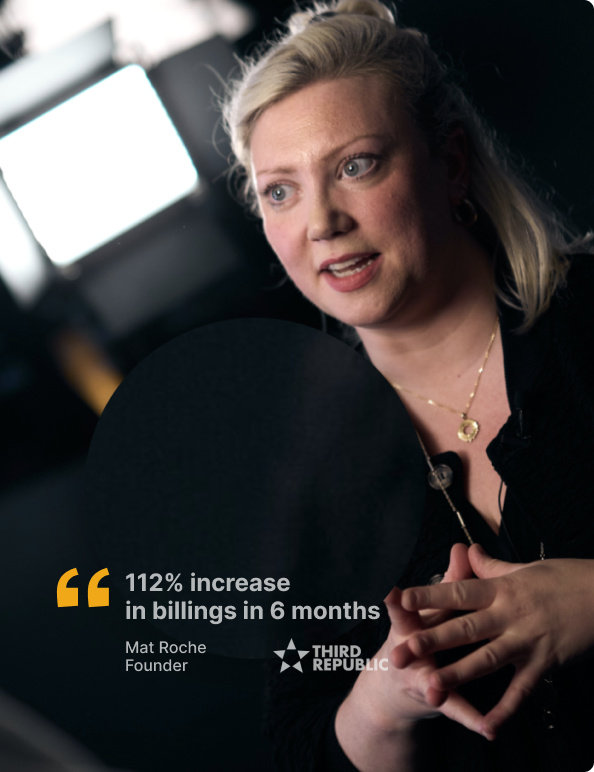 112% increase
in billings in 6 months
Mat Roche
Founder
THIRD
REPUBLIC